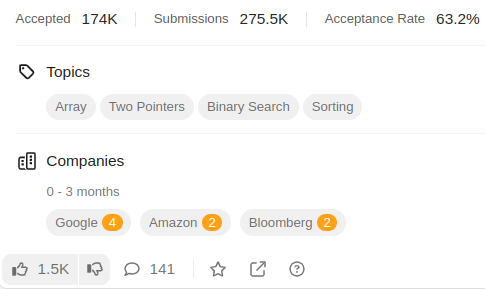 Accepted 174K Submissions 275.5K Acceptance Rate 63.2%
Topics
Array Two Pointers Binary Search Sorting
Companies
0 - 3 months
Google 4 Amazon 2 Bloomberg 2
1.5K 141